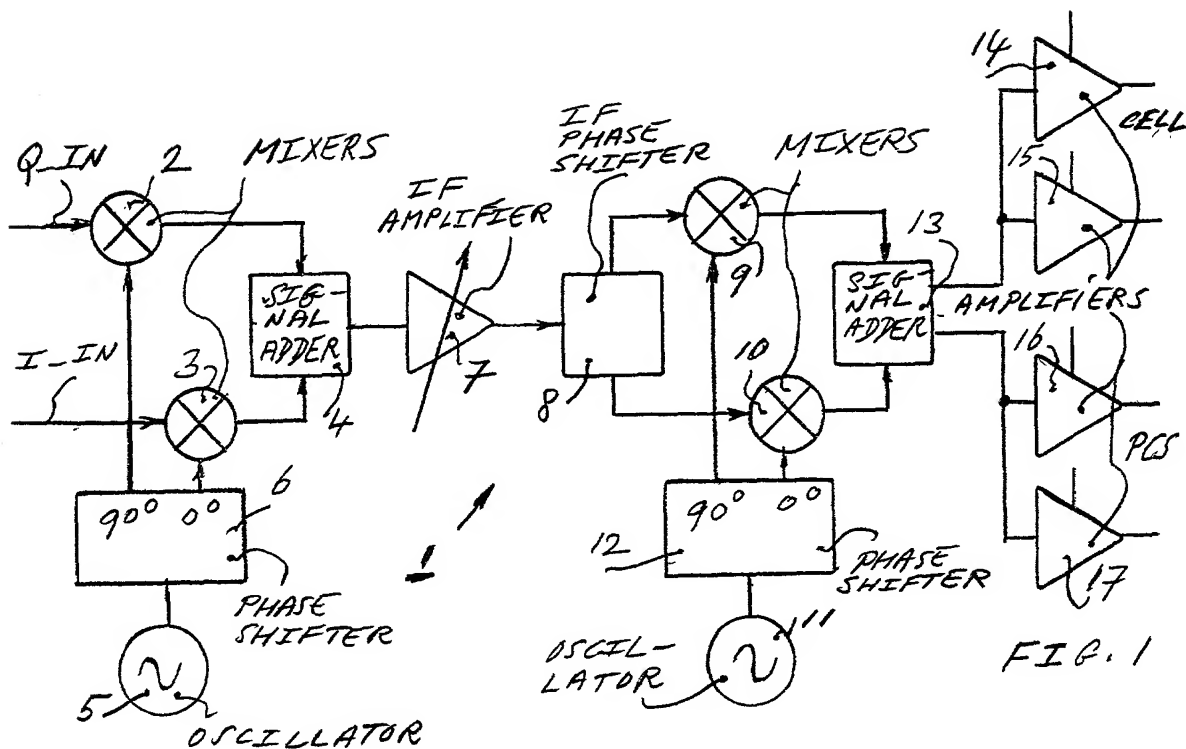 Q_IN
2
MIXERS
I_IN
3
SIG-
NAL
ADDER
4
IF
AMPLIFIER
7
IF
PHASE
SHIFTER
8
MIXERS
9
10
SIG-
NAL
ADDER
13
14
CELL
15
AMPLIFIERS
16
PCS
17
90° 0°
6
PHASE
SHIFTER
5
OSCILLATOR
1
90° 0°
12
PHASE
SHIFTER
11
OSCIL-
LATOR
FIG. 1